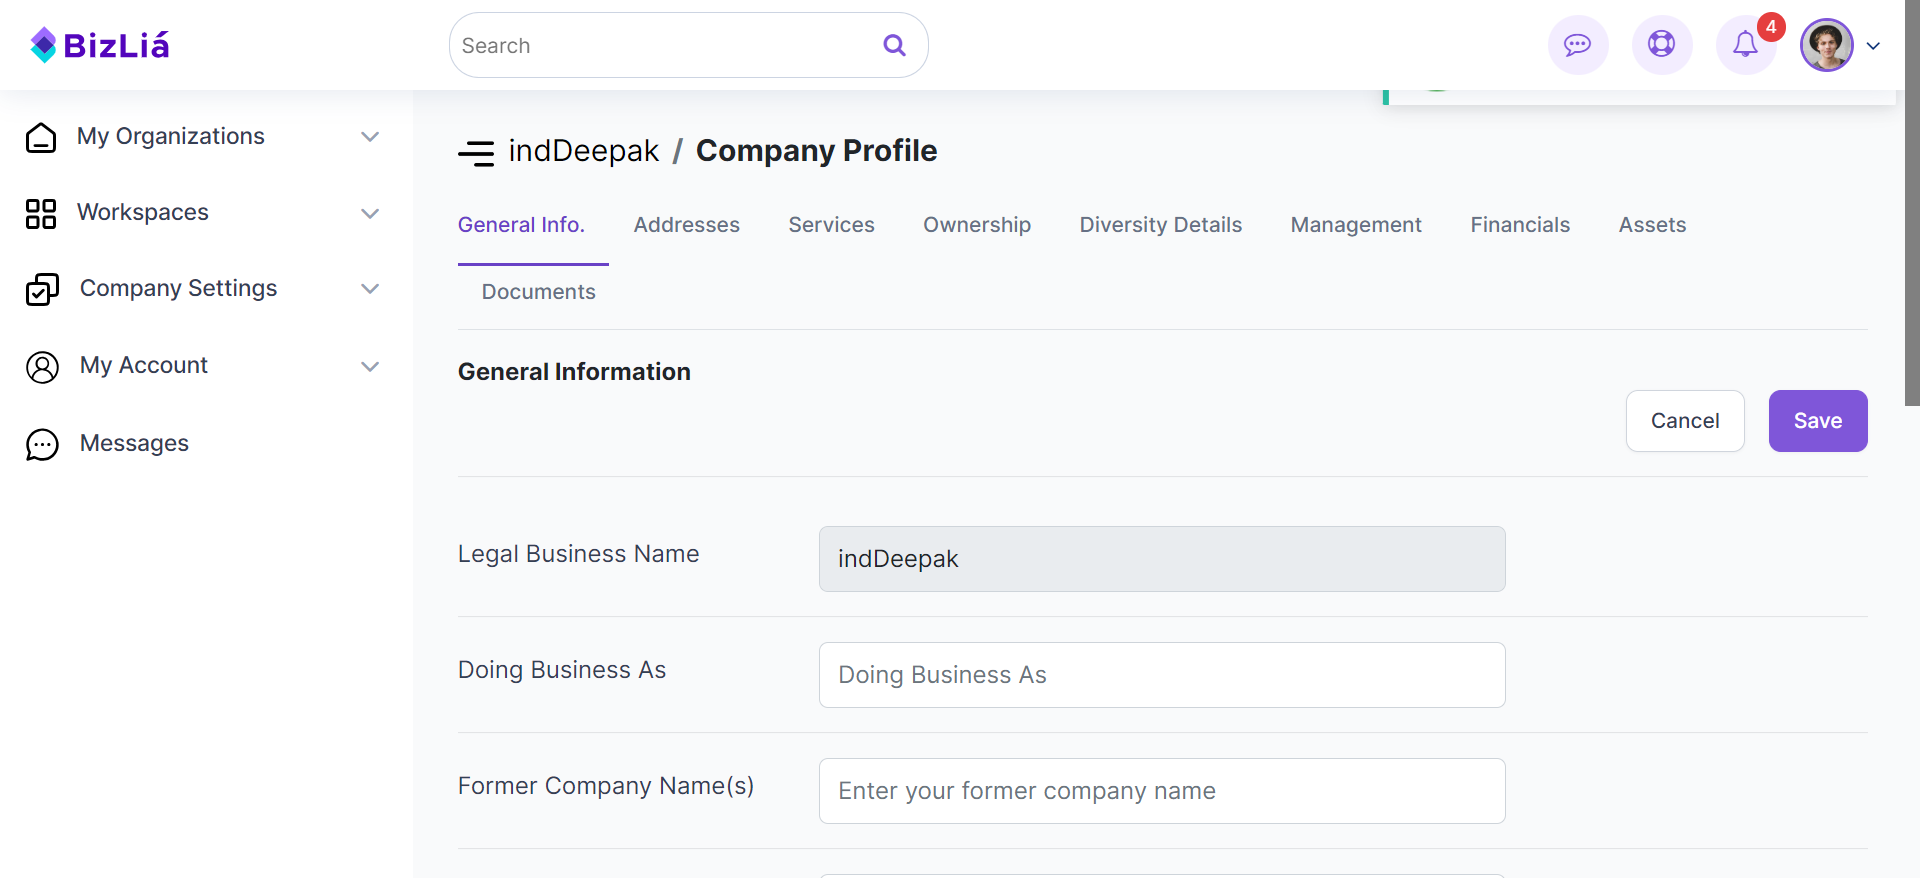 BizLiá
Search
4
My Organizations
Workspaces
Company Settings
My Account
Messages
indDeepak / Company Profile
General Info. Addresses Services Ownership Diversity Details Management Financials Assets
Documents
General Information
Cancel Save
Legal Business Name indDeepak
Doing Business As Doing Business As
Former Company Name(s) Enter your former company name